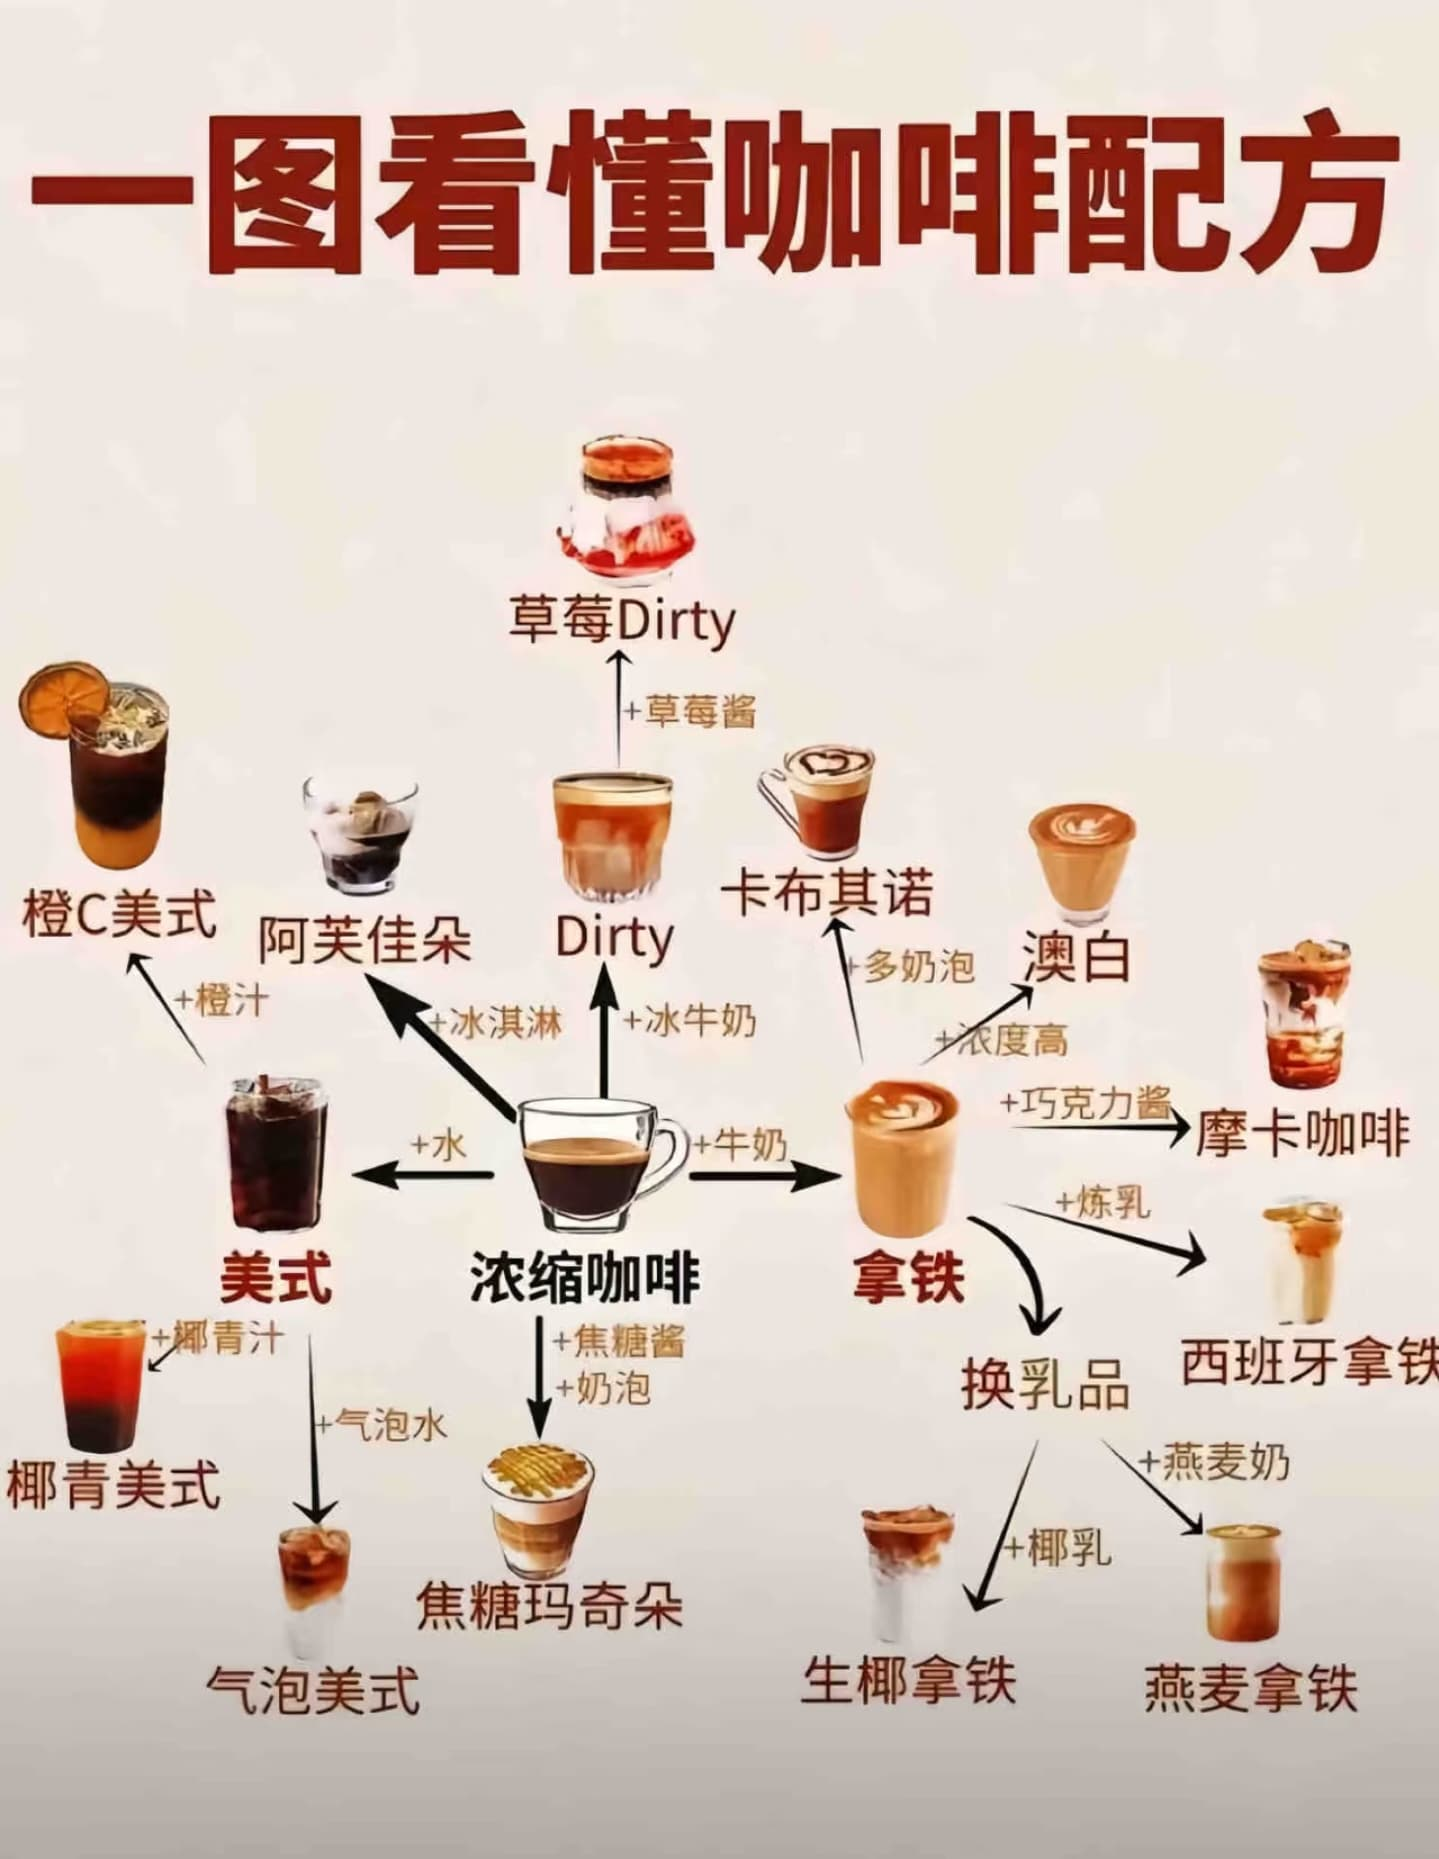 一图看懂咖啡配方
草莓Dirty
+草莓酱
橙C美式
阿芙佳朵
Dirty
卡布其诺
澳白
+橙汁
+冰淇淋
+冰牛奶
+多奶泡
+浓度高
+巧克力酱
摩卡咖啡
+水
+牛奶
+炼乳
美式
浓缩咖啡
拿铁
+椰青汁
+焦糖酱
+奶泡
换乳品
西班牙拿铁
+气泡水
+燕麦奶
椰青美式
+椰乳
焦糖玛奇朵
气泡美式
生椰拿铁
燕麦拿铁